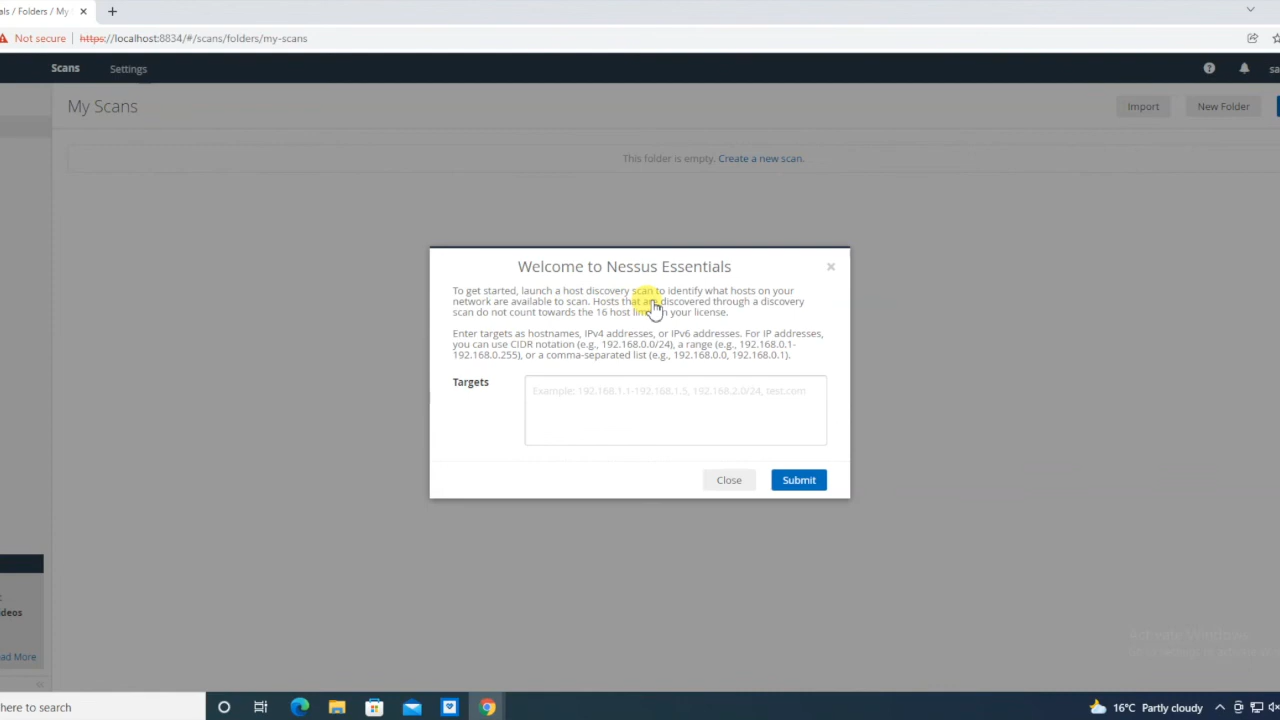 als / Folders / My
Not secure
https://localhost:8834/#/scans/folders/my-scans
Scans
Settings
sa
My Scans
Import
New Folder
This folder is empty. Create a new scan.
Welcome to Nessus Essentials
To get started, launch a host discovery scan to identify what hosts on your
network are available to scan. Hosts that are discovered through a discovery
scan do not count towards the 16 host limit on your license.
Enter targets as hostnames, IPv4 addresses, or IPv6 addresses. For IP addresses,
you can use CIDR notation (e.g., 192.168.0.0/24), a range (e.g., 192.168.0.1-
192.168.0.255), or a comma-separated list (e.g., 192.168.0.0, 192.168.0.1).
Targets
Example: 192.168.1.1-192.168.1.5, 192.168.2.0/24, test.com
Close
Submit
deos
ad More
Activate Windows
here to search
16°C Partly cloudy